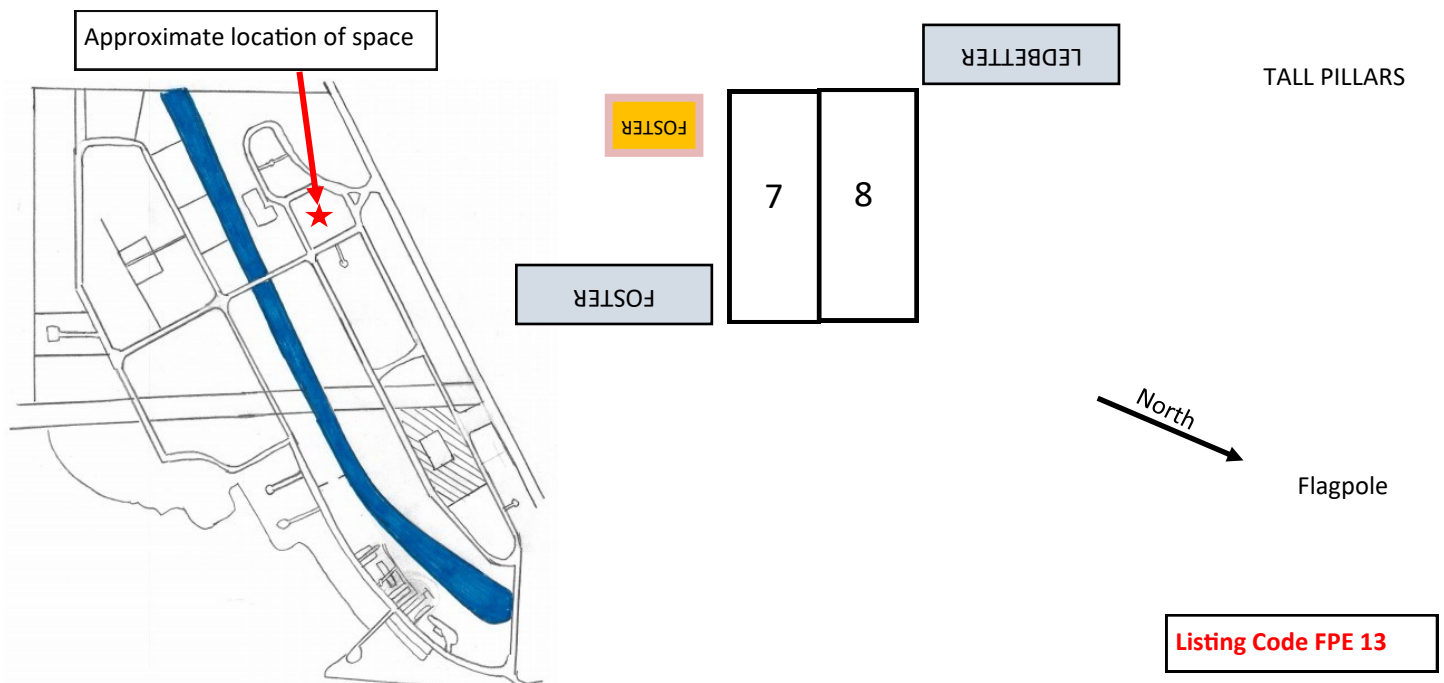 Approximate location of space
LEDBETTER
TALL PILLARS
FOSTER
7
8
FOSTER
North
Flagpole
Listing Code FPE 13